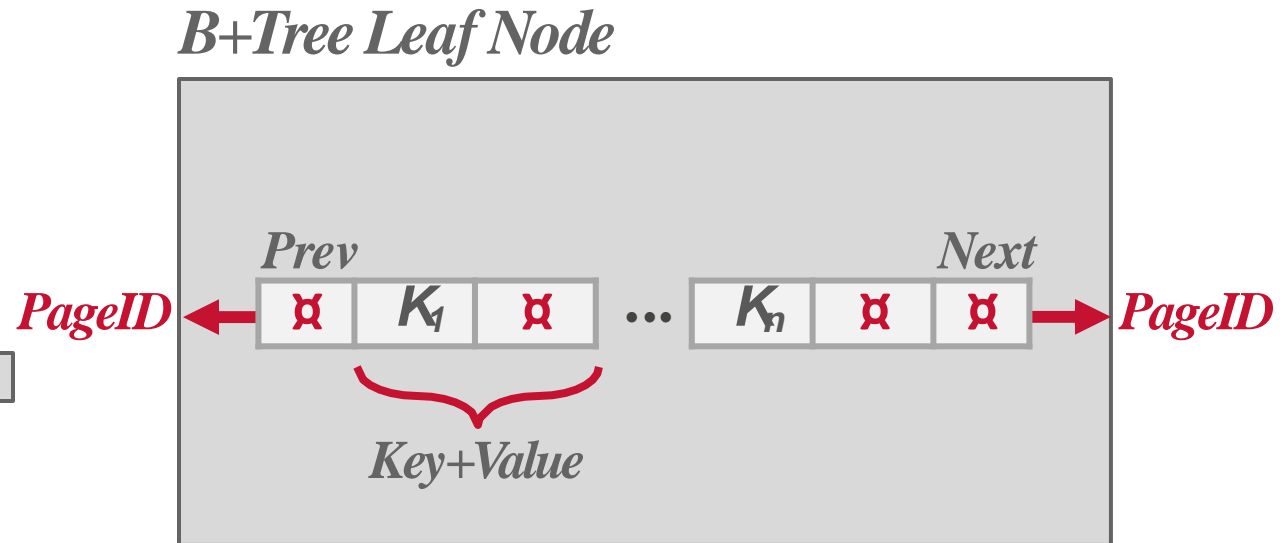 B+Tree Leaf Node
Prev Next
PageID ¤ K1 ¤ ••• Kn ¤ ¤ PageID
Key+Value